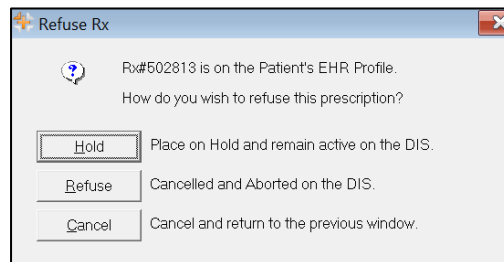 Refuse Rx
Rx#502813 is on the Patient's EHR Profile.
How do you wish to refuse this prescription?
Hold Place on Hold and remain active on the DIS.
Refuse Cancelled and Aborted on the DIS.
Cancel Cancel and return to the previous window.